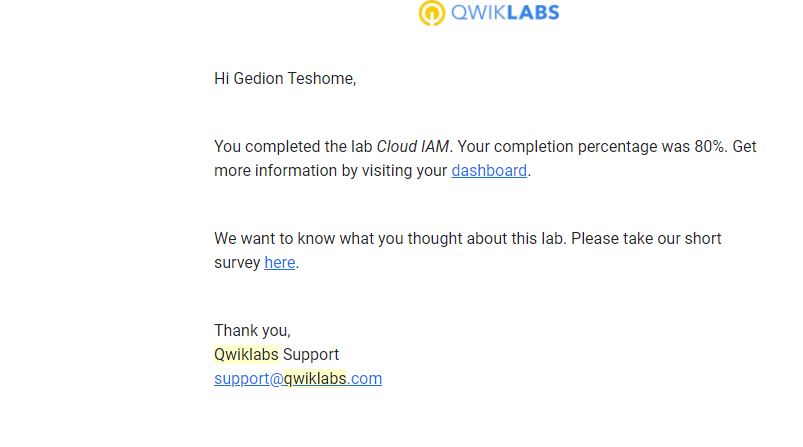 QWIKLABS
Hi Gedion Teshome,
You completed the lab Cloud IAM. Your completion percentage was 80%. Get
more information by visiting your dashboard.
We want to know what you thought about this lab. Please take our short
survey here.
Thank you,
Qwiklabs Support
support@qwiklabs.com